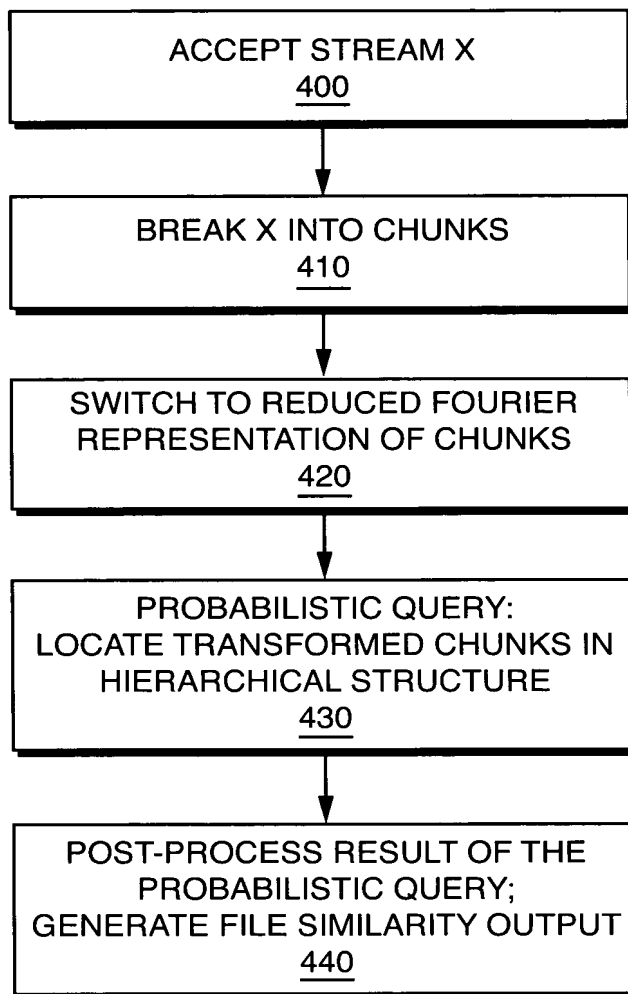 ACCEPT STREAM X
400
BREAK X INTO CHUNKS
410
SWITCH TO REDUCED FOURIER
REPRESENTATION OF CHUNKS
420
PROBABILISTIC QUERY:
LOCATE TRANSFORMED CHUNKS IN
HIERARCHICAL STRUCTURE
430
POST-PROCESS RESULT OF THE
PROBABILISTIC QUERY;
GENERATE FILE SIMILARITY OUTPUT
440